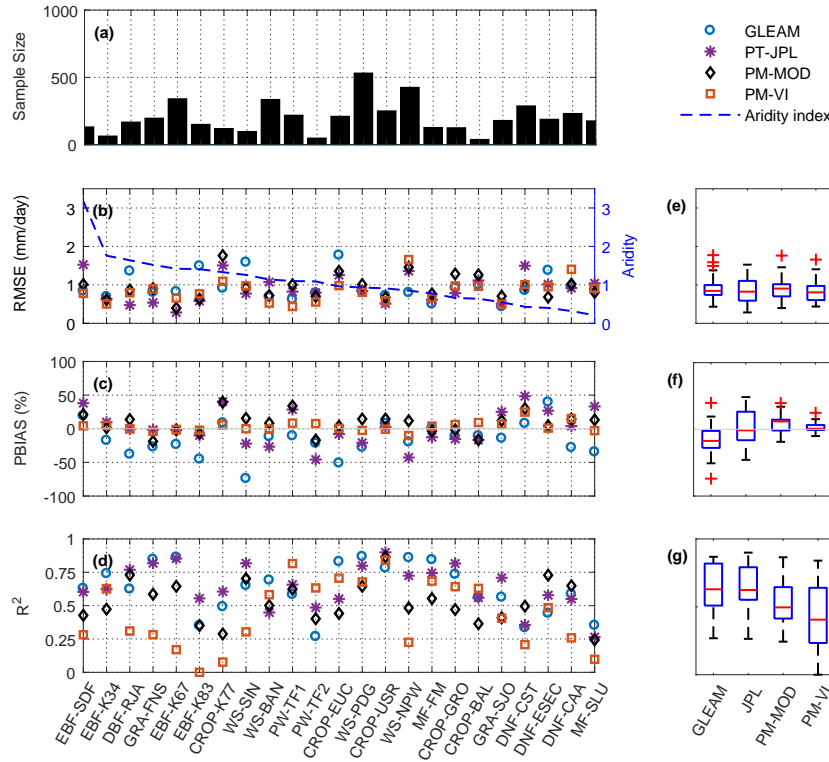 1000
500
0
Sample Size
(a)
GLEAM
PT-JPL
PM-MOD
PM-VI
Aridity index
3
2
1
0
RMSE (mm/day)
(b)
3
2
1
0
Aridity
(e)
100
50
0
-50
-100
PBIAS (%)
(c)
(f)
1
0.75
0.5
0.25
0
R²
(d)
(g)
EBF-SDF
EBF-K34
DBF-RJA
GRA-FNS
EBF-K67
EBF-K83
CROP-K77
WS-SIN
WS-BAN
PW-TF1
PW-TF2
CROP-EUC
WS-PDG
CROP-USR
WS-NPW
MF-FM
CROP-GRO
CROP-BAL
GRA-SJO
DNF-CST
DNF-ESEC
DNF-CAA
MF-SLU
GLEAM
JPL
PM-MOD
PM-VI